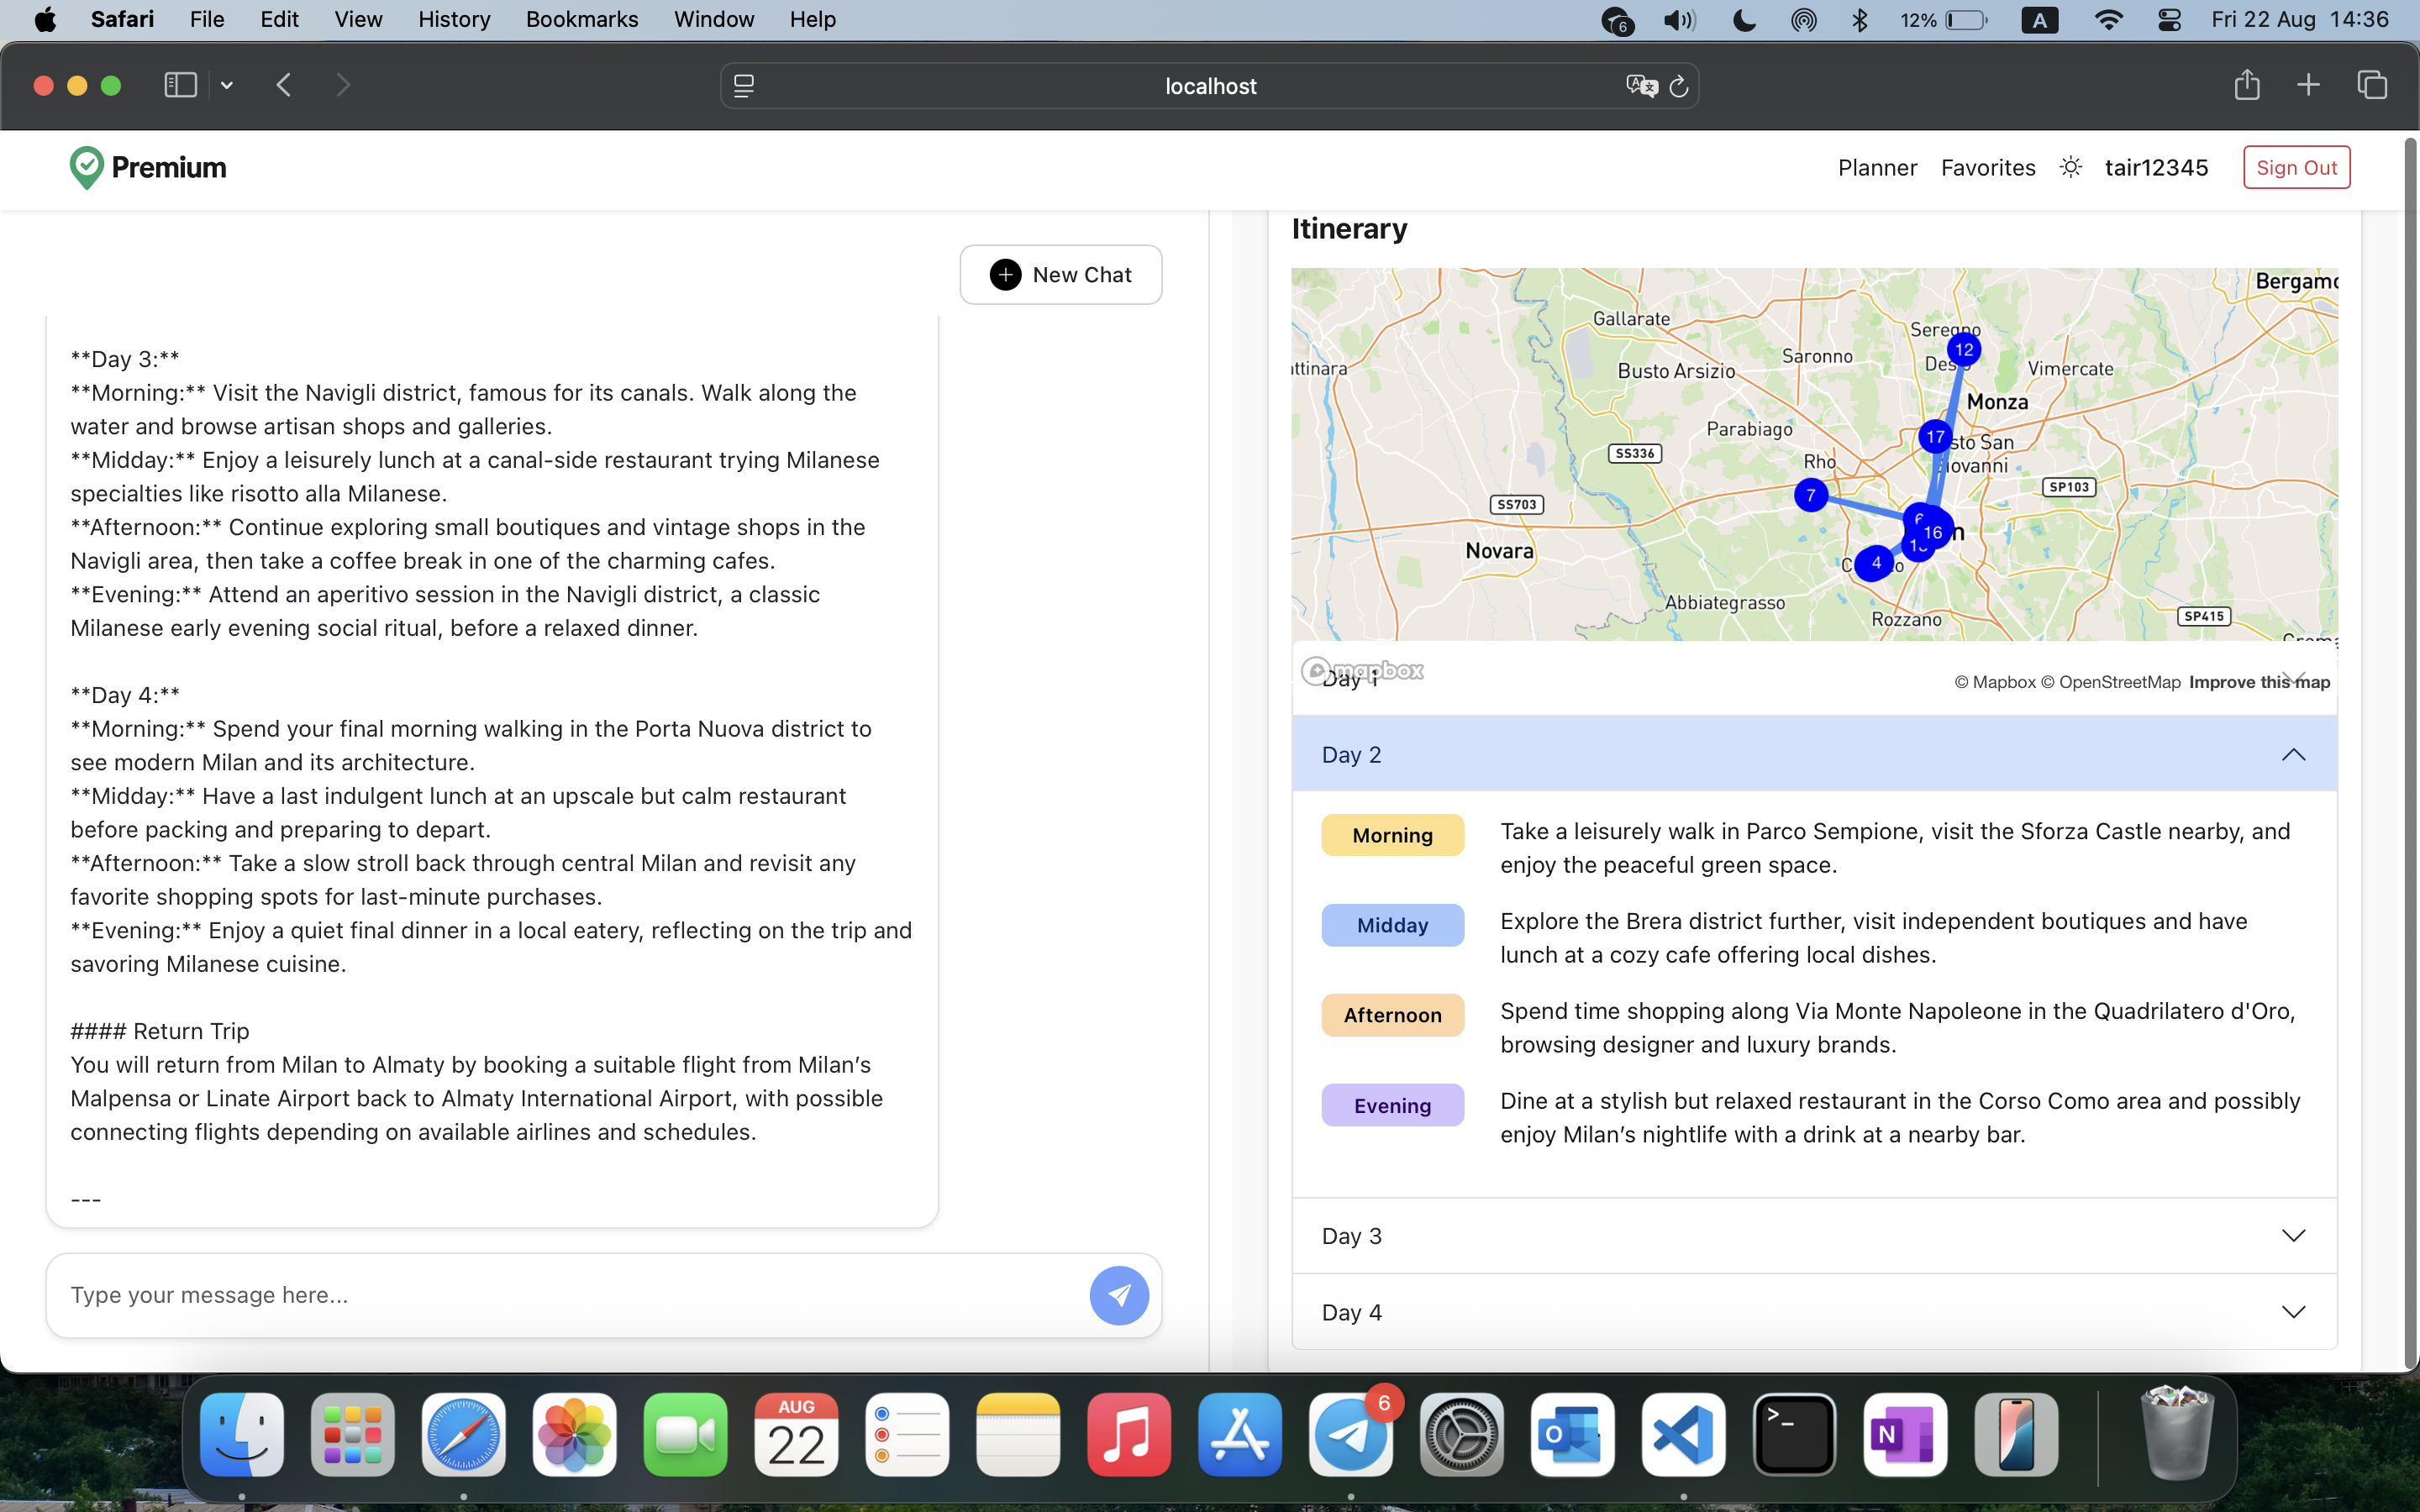 Safari File Edit View History Bookmarks Window Help
6
12%
A
Fri 22 Aug 14:36
localhost
Premium
Planner Favorites tair12345 Sign Out
New Chat
**Day 3:**
**Morning:** Visit the Navigli district, famous for its canals. Walk along the
water and browse artisan shops and galleries.
**Midday:** Enjoy a leisurely lunch at a canal-side restaurant trying Milanese
specialties like risotto alla Milanese.
**Afternoon:** Continue exploring small boutiques and vintage shops in the
Navigli area, then take a coffee break in one of the charming cafes.
**Evening:** Attend an aperitivo session in the Navigli district, a classic
Milanese early evening social ritual, before a relaxed dinner.
**Day 4:**
**Morning:** Spend your final morning walking in the Porta Nuova district to
see modern Milan and its architecture.
**Midday:** Have a last indulgent lunch at an upscale but calm restaurant
before packing and preparing to depart.
**Afternoon:** Take a slow stroll back through central Milan and revisit any
favorite shopping spots for last-minute purchases.
**Evening:** Enjoy a quiet final dinner in a local eatery, reflecting on the trip and
savoring Milanese cuisine.
#### Return Trip
You will return from Milan to Almaty by booking a suitable flight from Milan’s
Malpensa or Linate Airport back to Almaty International Airport, with possible
connecting flights depending on available airlines and schedules.
---
Type your message here...
Itinerary
Bergamo
Gallarate
Seregno
12
Saronno
Busto Arsizio
Vimercate
Monza
Parabiago
17
Rho
SS336
SP103
7
SS703
6
16
Novara
4
Abbiategrasso
Rozzano
SP415
mapbox
Day 1
© Mapbox © OpenStreetMap Improve this map
Day 2
Morning Take a leisurely walk in Parco Sempione, visit the Sforza Castle nearby, and
enjoy the peaceful green space.
Midday Explore the Brera district further, visit independent boutiques and have
lunch at a cozy cafe offering local dishes.
Afternoon Spend time shopping along Via Monte Napoleone in the Quadrilatero d'Oro,
browsing designer and luxury brands.
Evening Dine at a stylish but relaxed restaurant in the Corso Como area and possibly
enjoy Milan’s nightlife with a drink at a nearby bar.
Day 3
Day 4
AUG
22
6
O
>_
N